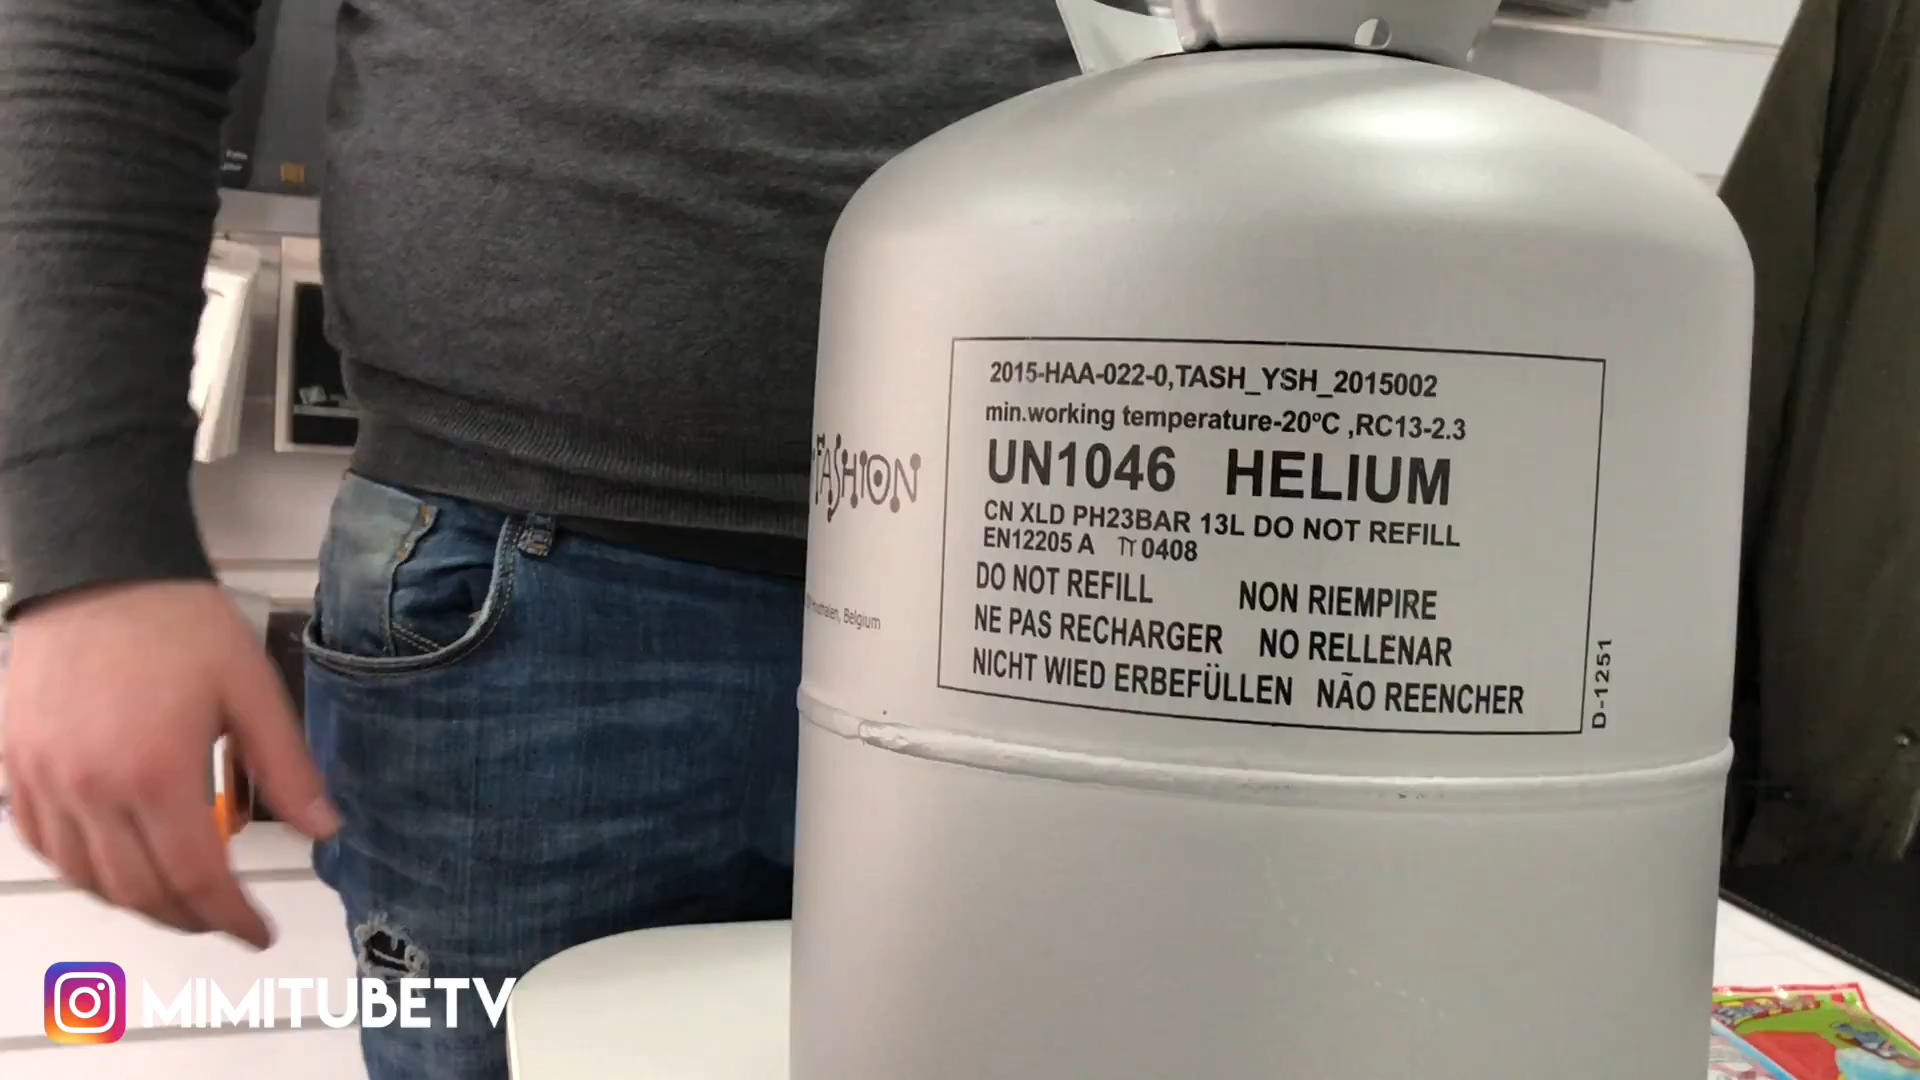 2015-HAA-022-0,TASH_YSH_2015002
min.working temperature-20°C ,RC13-2.3
UN1046 HELIUM
CN XLD PH23BAR 13L DO NOT REFILL
EN12205 A π 0408
DO NOT REFILL NON RIEMPIRE
NE PAS RECHARGER NO RELLENAR
NICHT WIED ERBEFÜLLEN NÃO REENCHER
D-1251
FASHION
Belgium
MIMITUBETV